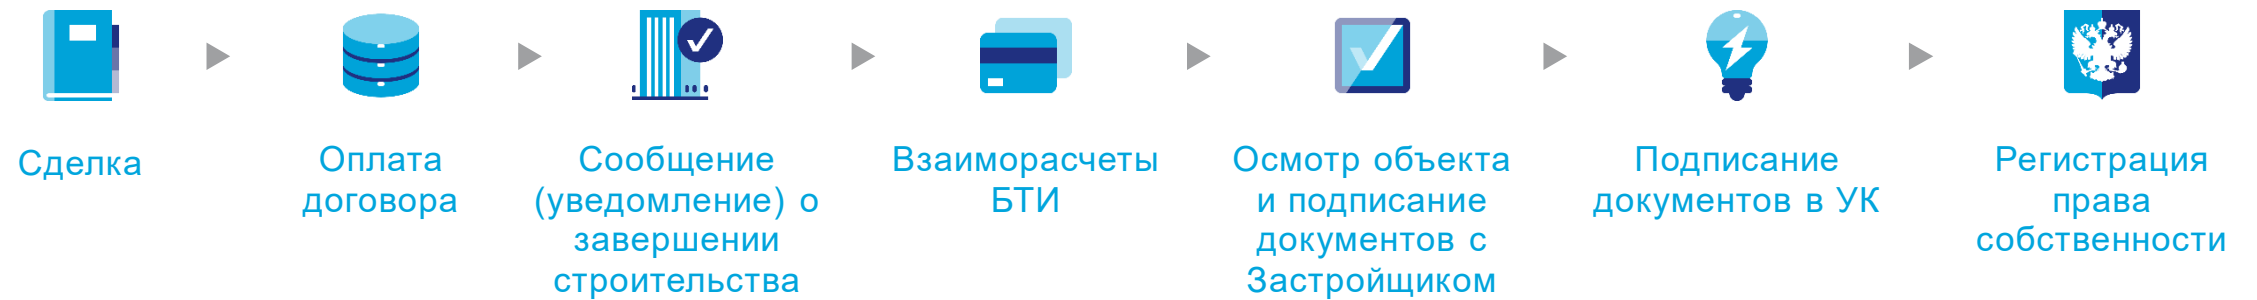 Сделка
Оплата
договора
Сообщение
(уведомление) о
завершении
строительства
Взаиморасчеты
БТИ
Осмотр объекта
и подписание
документов с
Застройщиком
Подписание
документов в УК
Регистрация
права
собственности